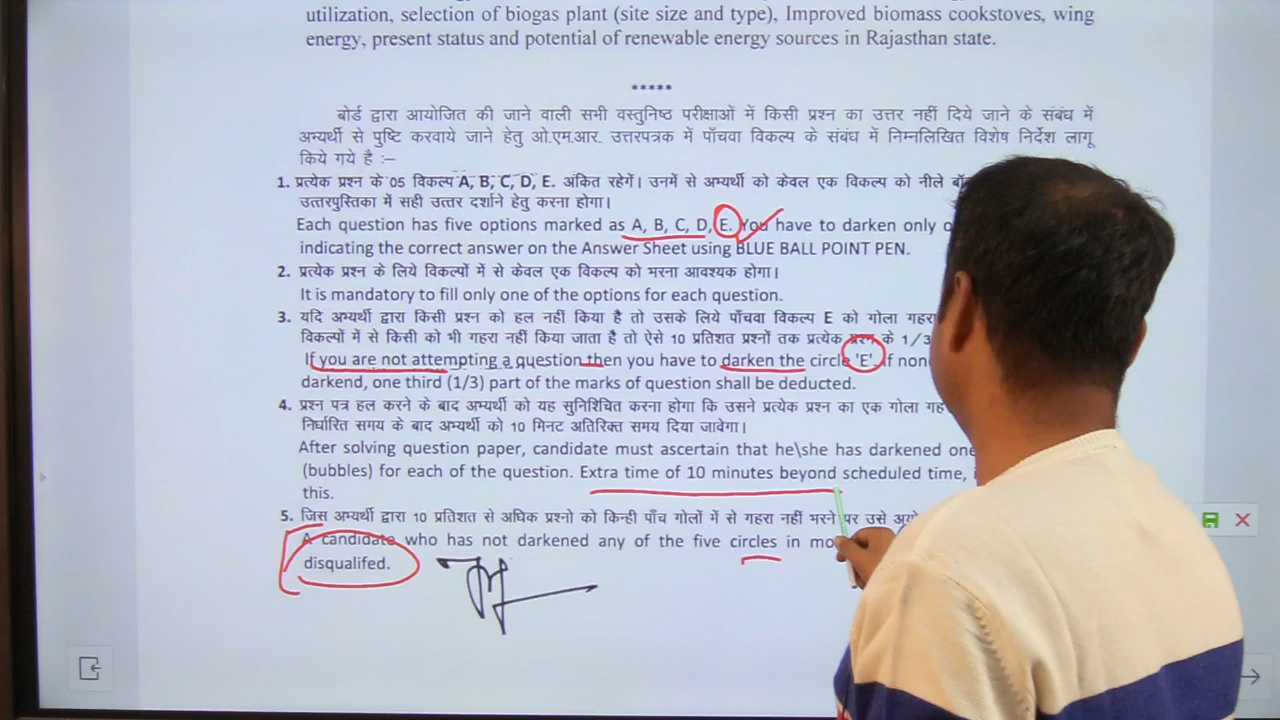 utilization, selection of biogas plant (site size and type), Improved biomass cookstoves, wing
energy, present status and potential of renewable energy sources in Rajasthan state.
*****
बोर्ड द्वारा आयोजित की जाने वाली सभी वस्तुनिष्ठ परीक्षाओं में किसी प्रश्न का उत्तर नहीं दिये जाने के संबंध में
अभ्यर्थी से पुष्टि करवाये जाने हेतु ओ.एम.आर. उत्तरपत्रक में पाँचवा विकल्प के संबंध में निम्नलिखित विशेष निर्देश लागू
किये गये है :–
1. प्रत्येक प्रश्न के 05 विकल्प A, B, C, D, E. अंकित रहेगें। उनमें से अभ्यर्थी को केवल एक विकल्प को नीले
उत्तरपुस्तिका में सही उत्तर दर्शाने हेतु करना होगा।
Each question has five options marked as A, B, C, D, E. You have to darken only
indicating the correct answer on the Answer Sheet using BLUE BALL POINT PEN.
2. प्रत्येक प्रश्न के लिये विकल्पों में से केवल एक विकल्प को भरना आवश्यक होगा।
It is mandatory to fill only one of the options for each question.
3. यदि अभ्यर्थी द्वारा किसी प्रश्न को हल नहीं किया है तो उसके लिये पाँचवा विकल्प E को गोला गहरा
विकल्पों में से किसी को भी गहरा नहीं किया जाता है तो ऐसे 10 प्रतिशत प्रश्नों तक प्रत्येक प्रश्न के 1/3
If you are not attempting a question then you have to darken the circle 'E'. If
darkend, one third (1/3) part of the marks of question shall be deducted.
4. प्रश्न पत्र हल करने के बाद अभ्यर्थी को यह सुनिश्चित करना होगा कि उसने प्रत्येक प्रश्न का एक गोला
निर्धारित समय के बाद अभ्यर्थी को 10 मिनट अतिरिक्त समय दिया जावेगा।
After solving question paper, candidate must ascertain that he\she has darkened
(bubbles) for each of the question. Extra time of 10 minutes beyond scheduled time,
this.
5. जिस अभ्यर्थी द्वारा 10 प्रतिशत से अधिक प्रश्नो को किन्ही पाँच गोलों में से गहरा नहीं भरने पर उसे
A candidate who has not darkened any of the five circles in
disqualifed.